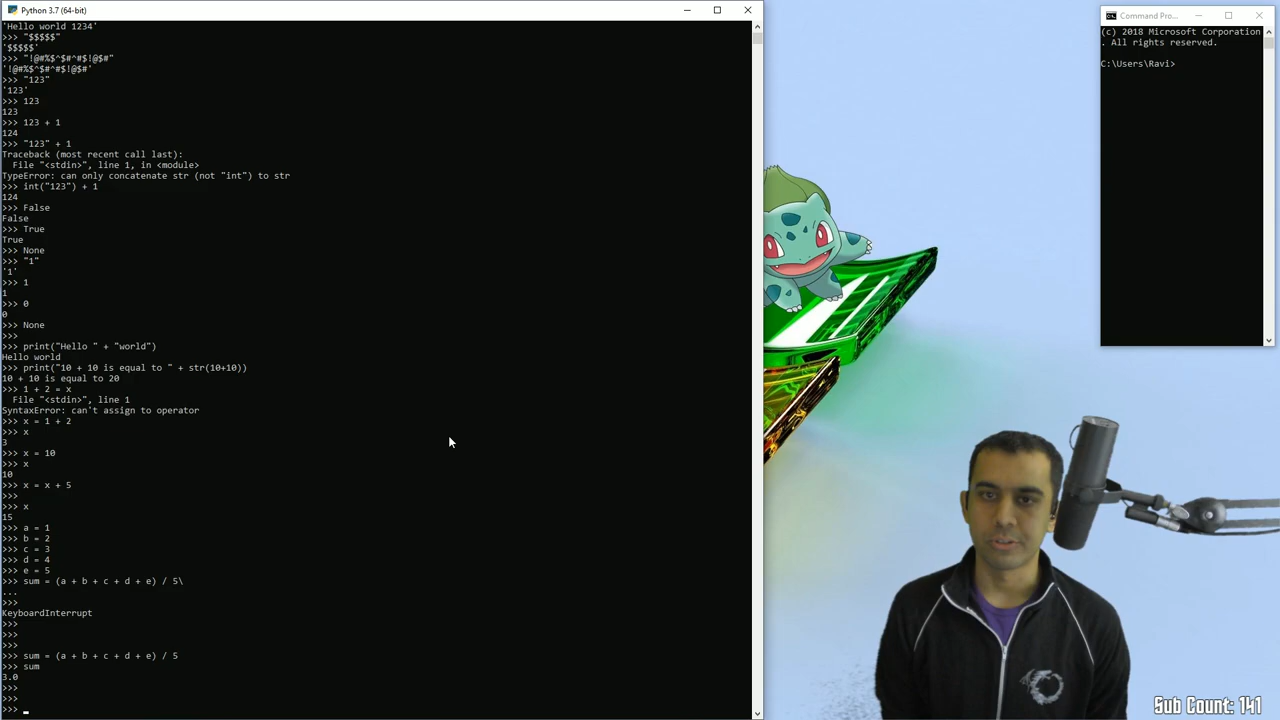 Python 3.7 (64-bit)
'Hello world 1234'
>>> "$$$$$"
'$$$$$'
>>> "!@#%$^$#^#$!@$#"
'!@#%$^$#^#$!@$#'
>>> "123"
'123'
>>> 123
123
>>> 123 + 1
124
>>> "123" + 1
Traceback (most recent call last):
  File "<stdin>", line 1, in <module>
TypeError: can only concatenate str (not "int") to str
>>> int("123") + 1
124
>>> False
False
>>> True
True
>>> None
>>> "1"
'1'
>>> 1
1
>>> 0
0
>>> None
>>>
>>> print("Hello " + "world")
Hello world
>>> print("10 + 10 is equal to " + str(10+10))
10 + 10 is equal to 20
>>> 1 + 2 = x
  File "<stdin>", line 1
SyntaxError: can't assign to operator
>>> x = 1 + 2
>>> x
3
>>> x = 10
>>> x
10
>>> x = x + 5
>>>
>>> x
15
>>> a = 1
>>> b = 2
>>> c = 3
>>> d = 4
>>> e = 5
>>> sum = (a + b + c + d + e) / 5\
...
>>>
KeyboardInterrupt
>>>
>>>
>>>
>>> sum = (a + b + c + d + e) / 5
>>> sum
3.0
>>>
>>>
>>>
Command Pro...
(c) 2018 Microsoft Corporation
. All rights reserved.
C:\Users\Ravi>
Sub Count: 141